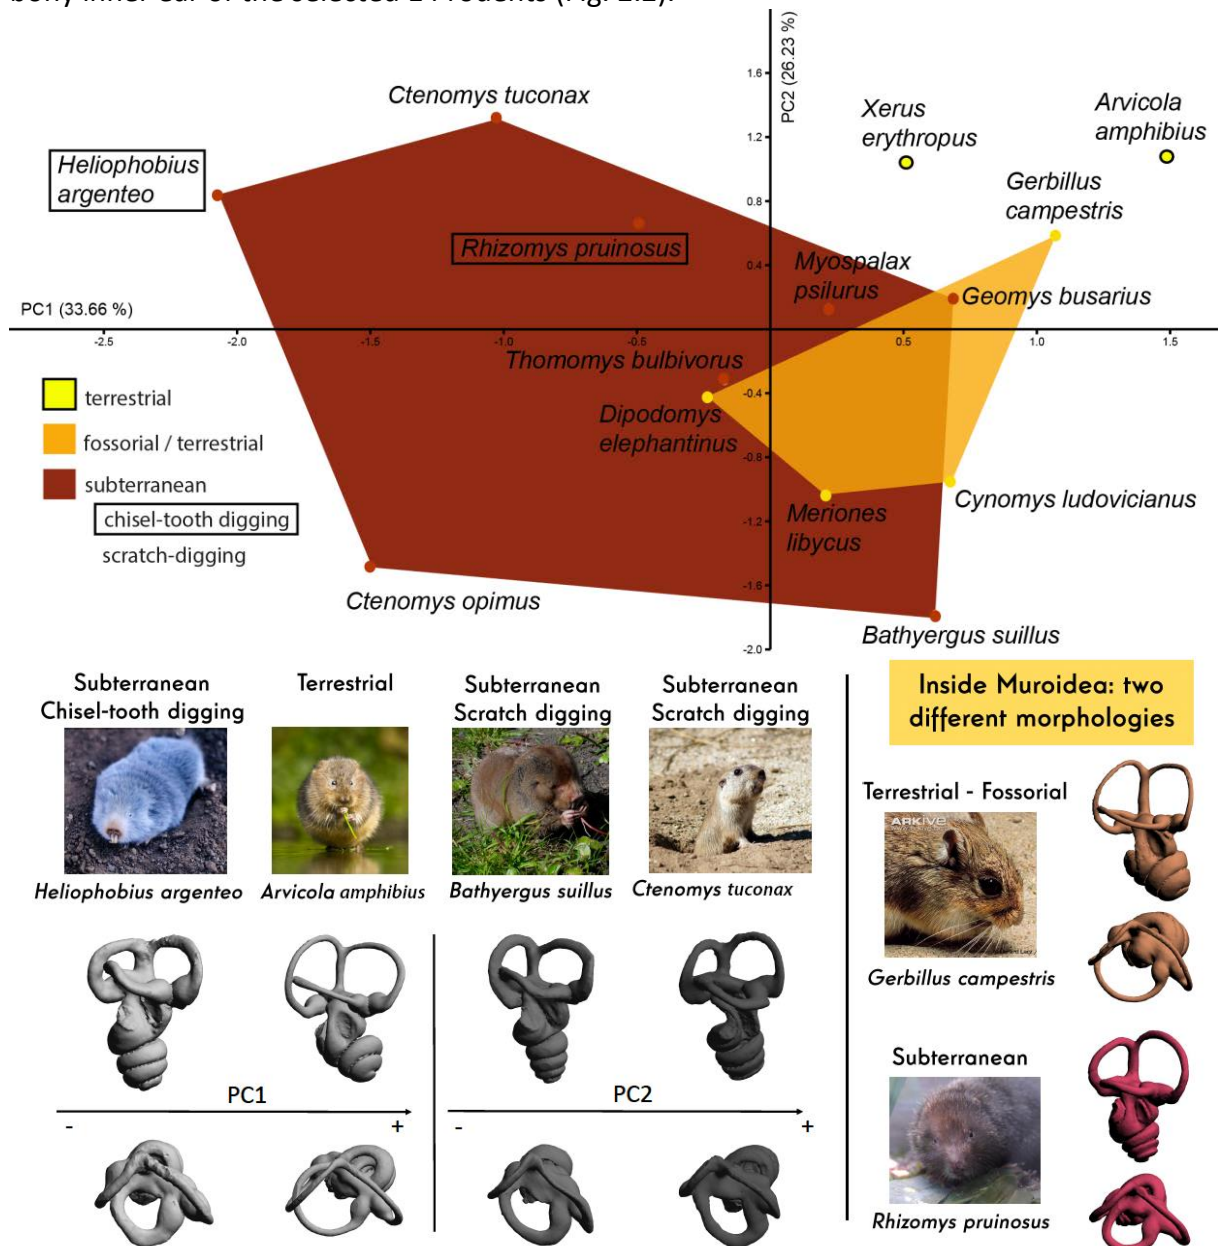 bony inner ear of the selected 14 rodents (Fig. 2.2).
PC2 (26.23 %)
1.6
1.2
0.8
0.4
-0.4
-0.8
-1.2
-1.6
-2.0
Ctenomys tuconax
Xerus
erythropus
Arvicola
amphibius
Heliophobius
argenteo
Gerbillus
campestris
Rhizomys pruinosus
Myospalax
psilurus
Geomys busarius
PC1 (33.66 %)
-2.5
-2.0
-1.5
-1.0
-0.5
0.5
1.0
1.5
Thomomys bulbivorus
Dipodomys
elephantinus
Meriones
libycus
Cynomys ludovicianus
Ctenomys opimus
Bathyergus suillus
terrestrial
fossorial / terrestrial
subterranean
chisel-tooth digging
scratch-digging
Subterranean
Chisel-tooth digging
Heliophobius argenteo
Terrestrial
Arvicola amphibius
Subterranean
Scratch digging
Bathyergus suillus
Subterranean
Scratch digging
Ctenomys tuconax
PC1
-
+
PC2
-
+
Inside Muroidea: two
different morphologies
Terrestrial - Fossorial
ARKIVE
Gerbillus campestris
Subterranean
Rhizomys pruinosus